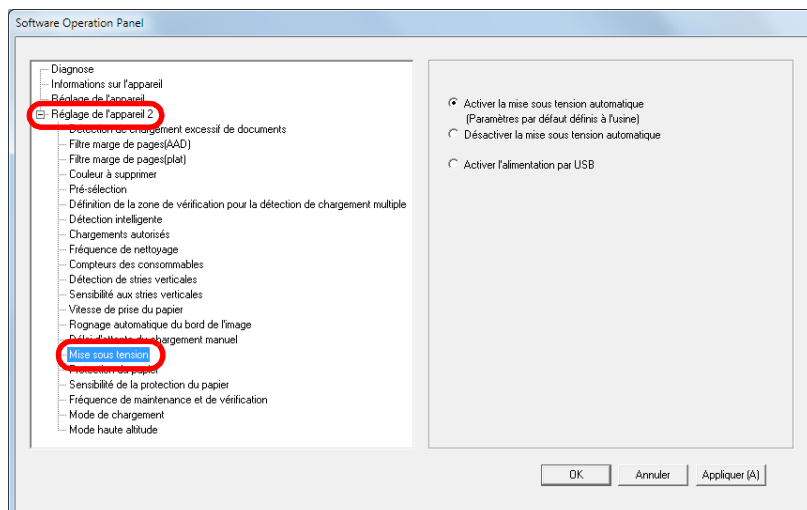 Software Operation Panel
Diagnose
Informations sur l'appareil
Réglage de l'appareil
Réglage de l'appareil 2
Détection de chargement excessif de documents
Filtre marge de pages(AAD)
Filtre marge de pages(plat)
Couleur à supprimer
Pré-sélection
Définition de la zone de vérification pour la détection de chargement multiple
Détection intelligente
Chargements autorisés
Fréquence de nettoyage
Compteurs des consommables
Détection de stries verticales
Sensibilité aux stries verticales
Vitesse de prise du papier
Rognage automatique du bord de l'image
Délai d'attente du chargement manuel
Mise sous tension
Protection du papier
Sensibilité de la protection du papier
Fréquence de maintenance et de vérification
Mode de chargement
Mode haute altitude
Activer la mise sous tension automatique
(Paramètres par défaut définis à l'usine)
Désactiver la mise sous tension automatique
Activer l'alimentation par USB
OK
Annuler
Appliquer (A)